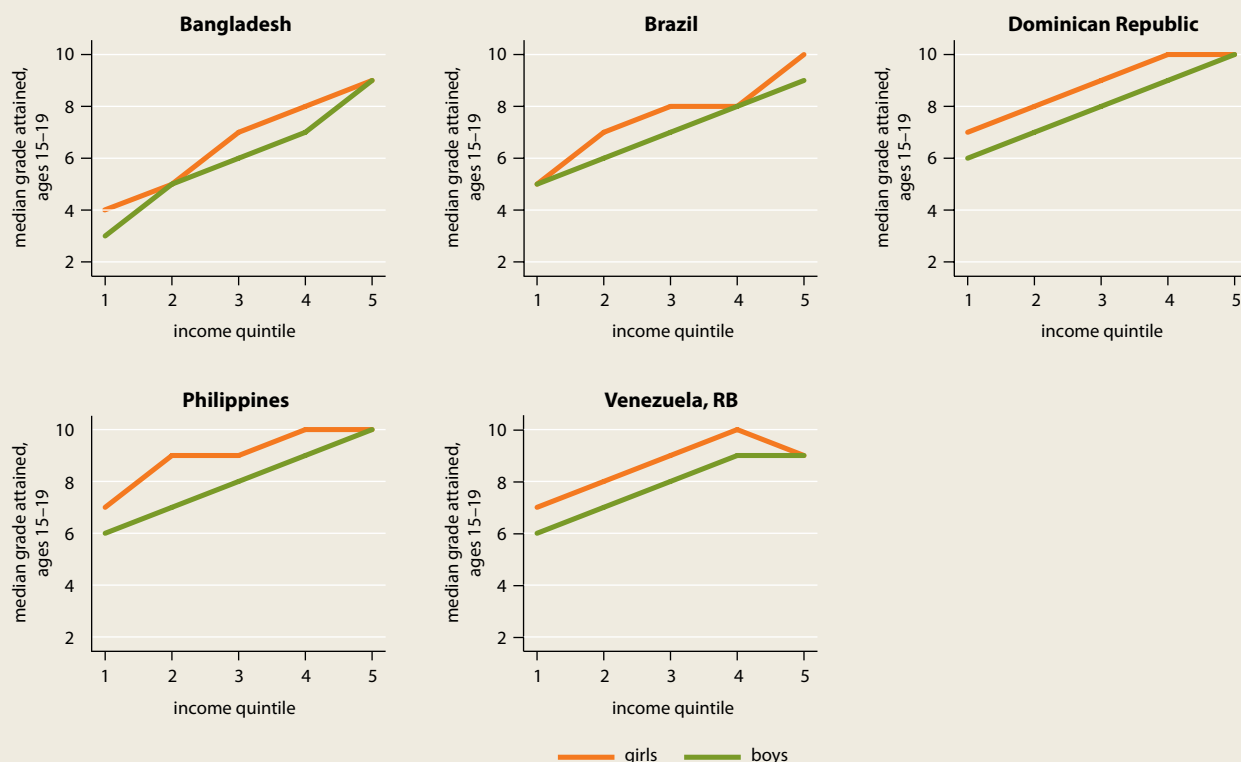 Bangladesh
median grade attained,
ages 15–19
10
8
6
4
2
1 2 3 4 5
income quintile
Brazil
median grade attained,
ages 15–19
10
8
6
4
2
1 2 3 4 5
income quintile
Dominican Republic
median grade attained,
ages 15–19
10
8
6
4
2
1 2 3 4 5
income quintile
Philippines
median grade attained,
ages 15–19
10
8
6
4
2
1 2 3 4 5
income quintile
Venezuela, RB
median grade attained,
ages 15–19
10
8
6
4
2
1 2 3 4 5
income quintile
girls boys